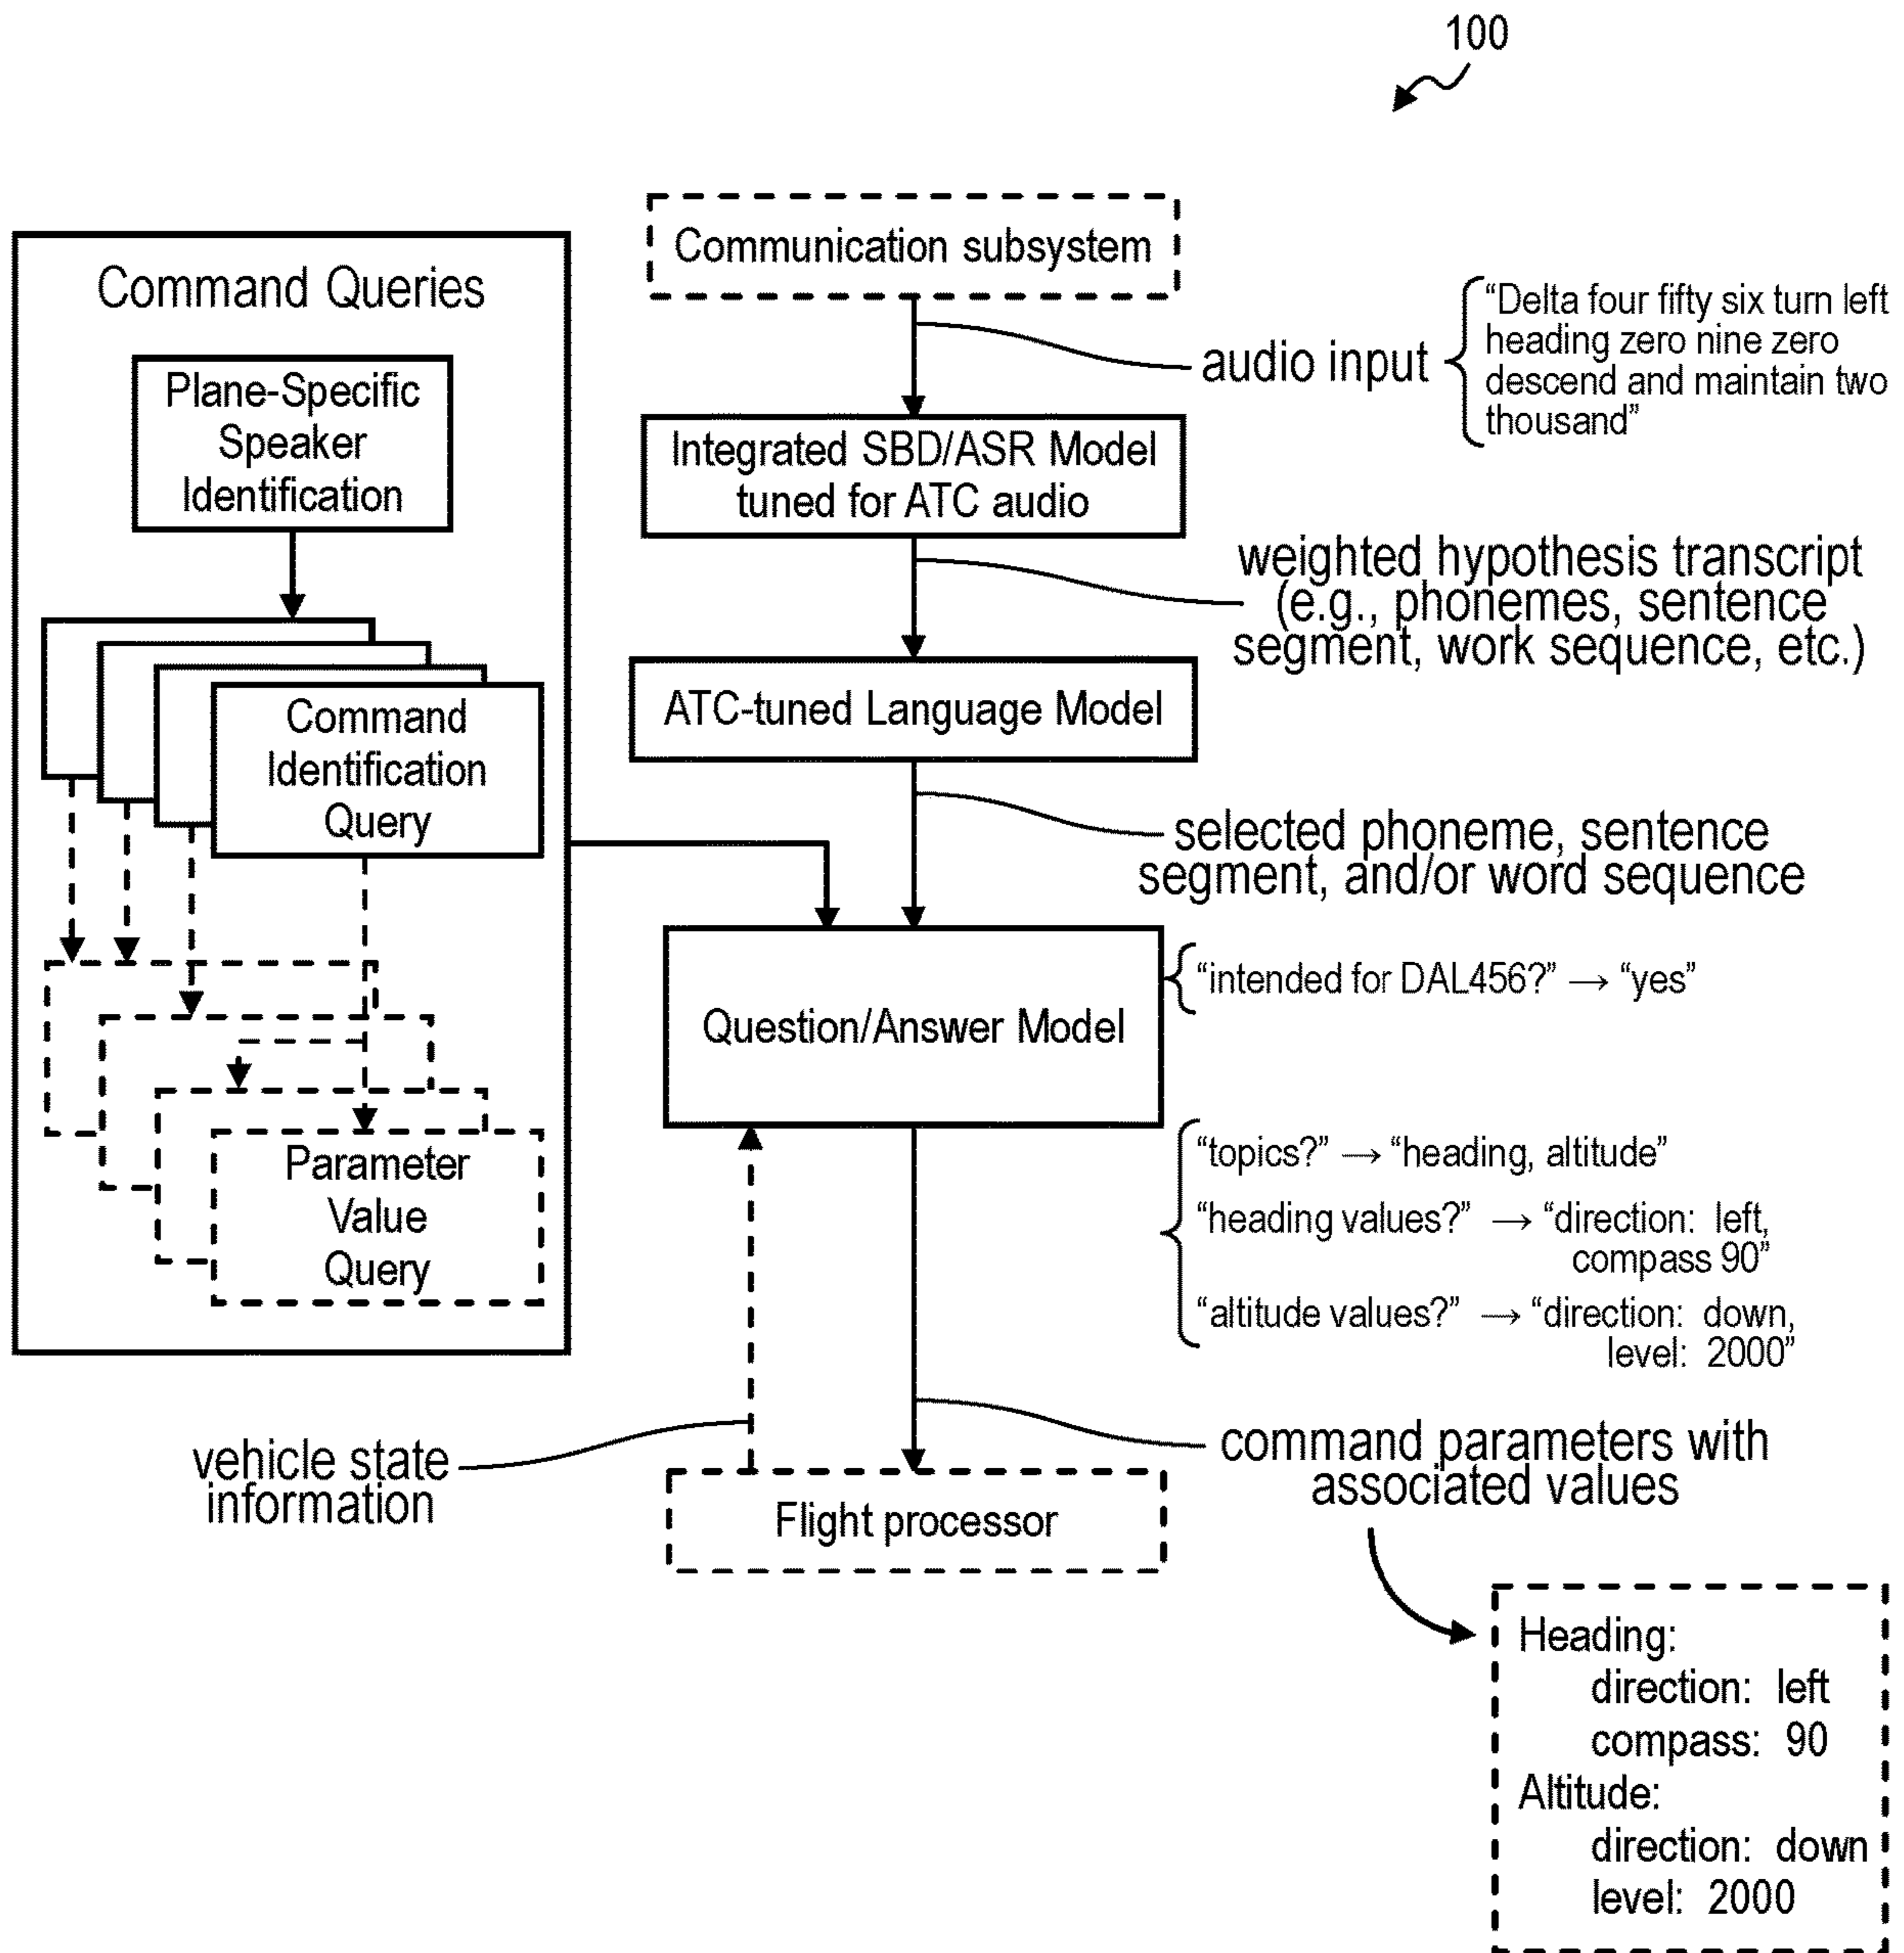 100
Communication subsystem
Command Queries
Plane-Specific
Speaker
Identification
Command
Identification
Query
Parameter
Value
Query
audio input
“Delta four fifty six turn left
heading zero nine zero
descend and maintain two
thousand”
Integrated SBD/ASR Model
tuned for ATC audio
weighted hypothesis transcript
(e.g., phonemes, sentence
segment, work sequence, etc.)
ATC-tuned Language Model
selected phoneme, sentence
segment, and/or word sequence
Question/Answer Model
“intended for DAL456?” → “yes”
“topics?” → “heading, altitude”
“heading values?” → “direction: left,
compass 90”
“altitude values?” → “direction: down,
level: 2000”
vehicle state
information
command parameters with
associated values
Flight processor
Heading:
direction: left
compass: 90
Altitude:
direction: down
level: 2000